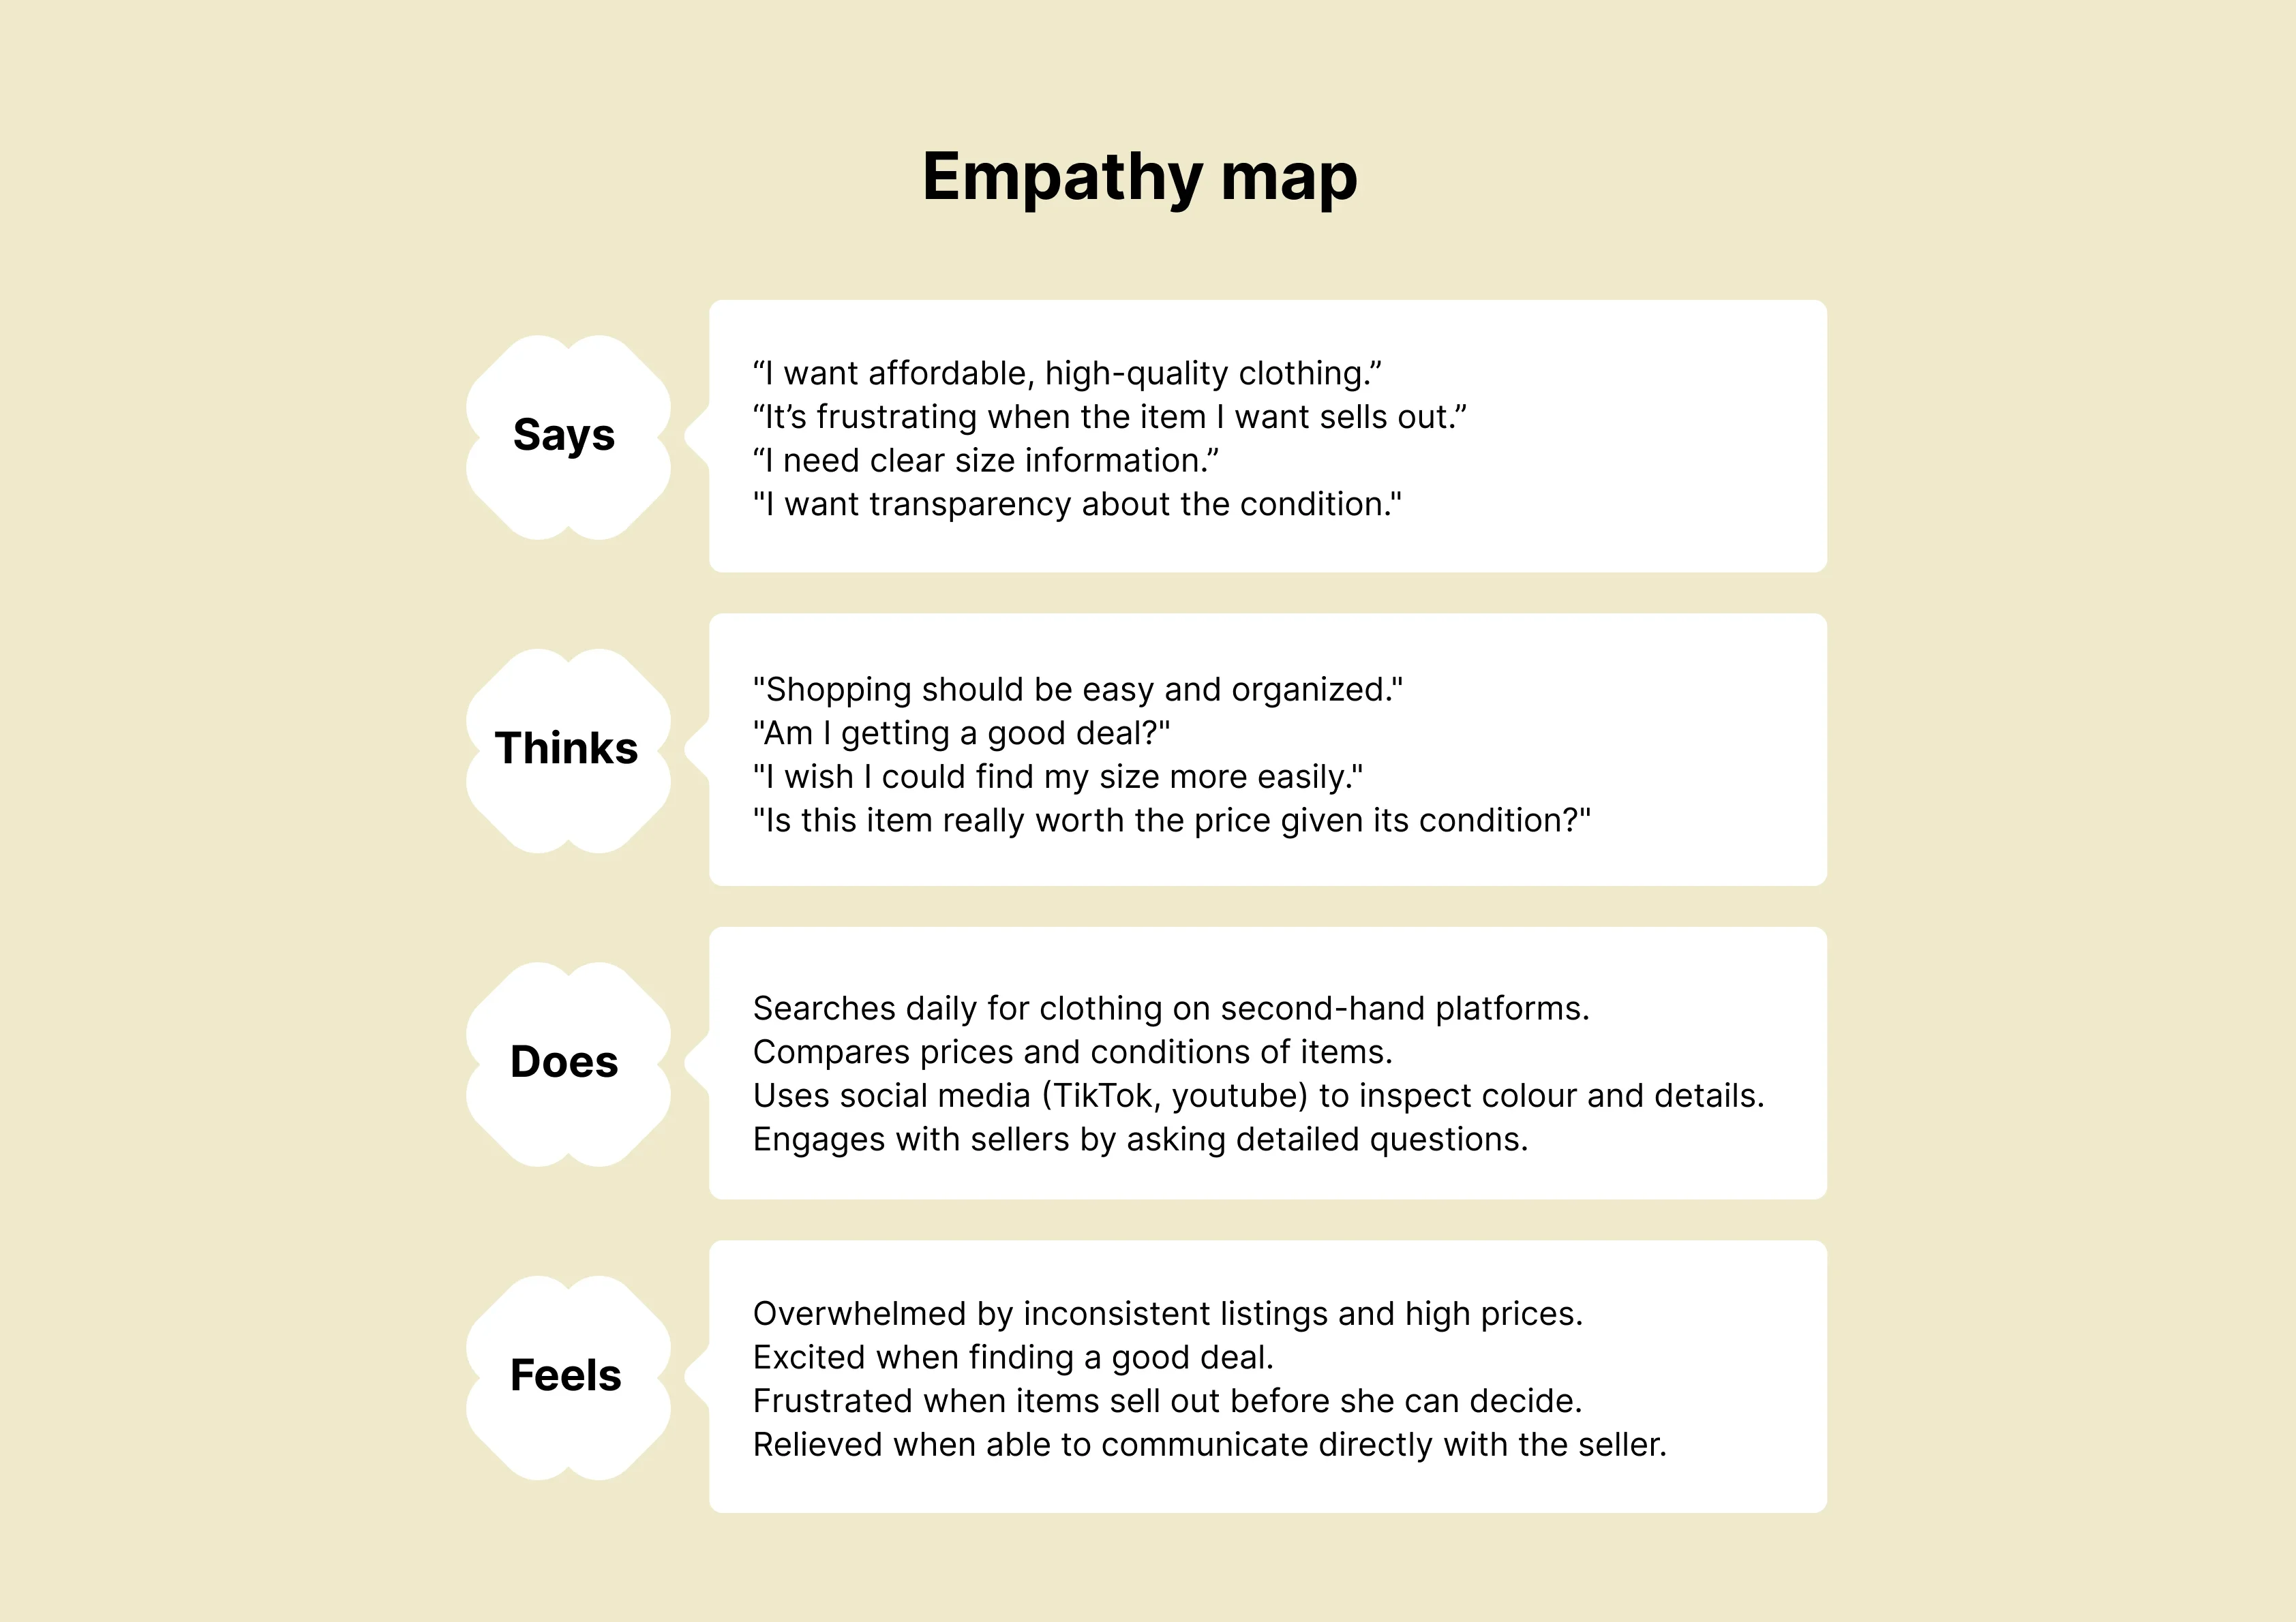 Empathy map
Says
“I want affordable, high-quality clothing.”
“It’s frustrating when the item I want sells out.”
“I need clear size information.”
"I want transparency about the condition."
Thinks
"Shopping should be easy and organized."
"Am I getting a good deal?"
"I wish I could find my size more easily."
"Is this item really worth the price given its condition?"
Does
Searches daily for clothing on second-hand platforms.
Compares prices and conditions of items.
Uses social media (TikTok, youtube) to inspect colour and details.
Engages with sellers by asking detailed questions.
Feels
Overwhelmed by inconsistent listings and high prices.
Excited when finding a good deal.
Frustrated when items sell out before she can decide.
Relieved when able to communicate directly with the seller.